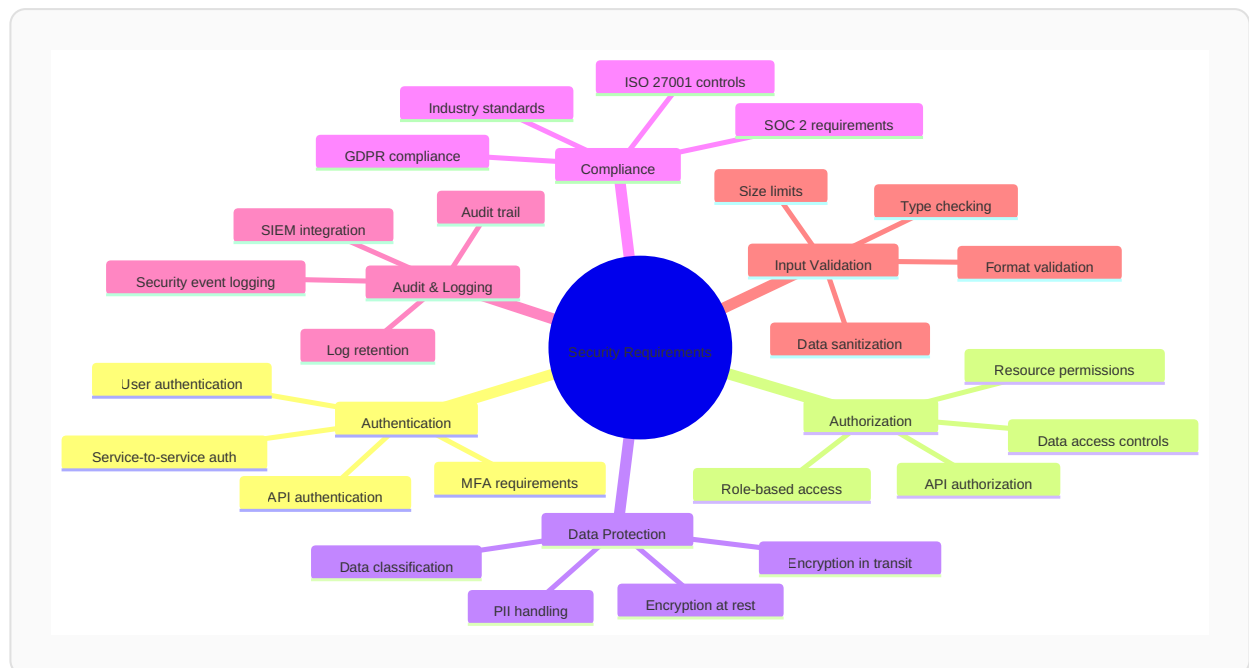 ISO 27001 controls
Industry standards
SOC 2 requirements
GDPR compliance
Compliance
Size limits
Type checking
Audit trail
SIEM integration
Input Validation
Format validation
Security event logging
Audit & Logging
Data sanitization
Log retention
Security Requirements
Resource permissions
User authentication
Authentication
Authorization
Data access controls
Service-to-service auth
MFA requirements
API authentication
Role-based access
API authorization
Data Protection
Data classification
Encryption in transit
PII handling
Encryption at rest